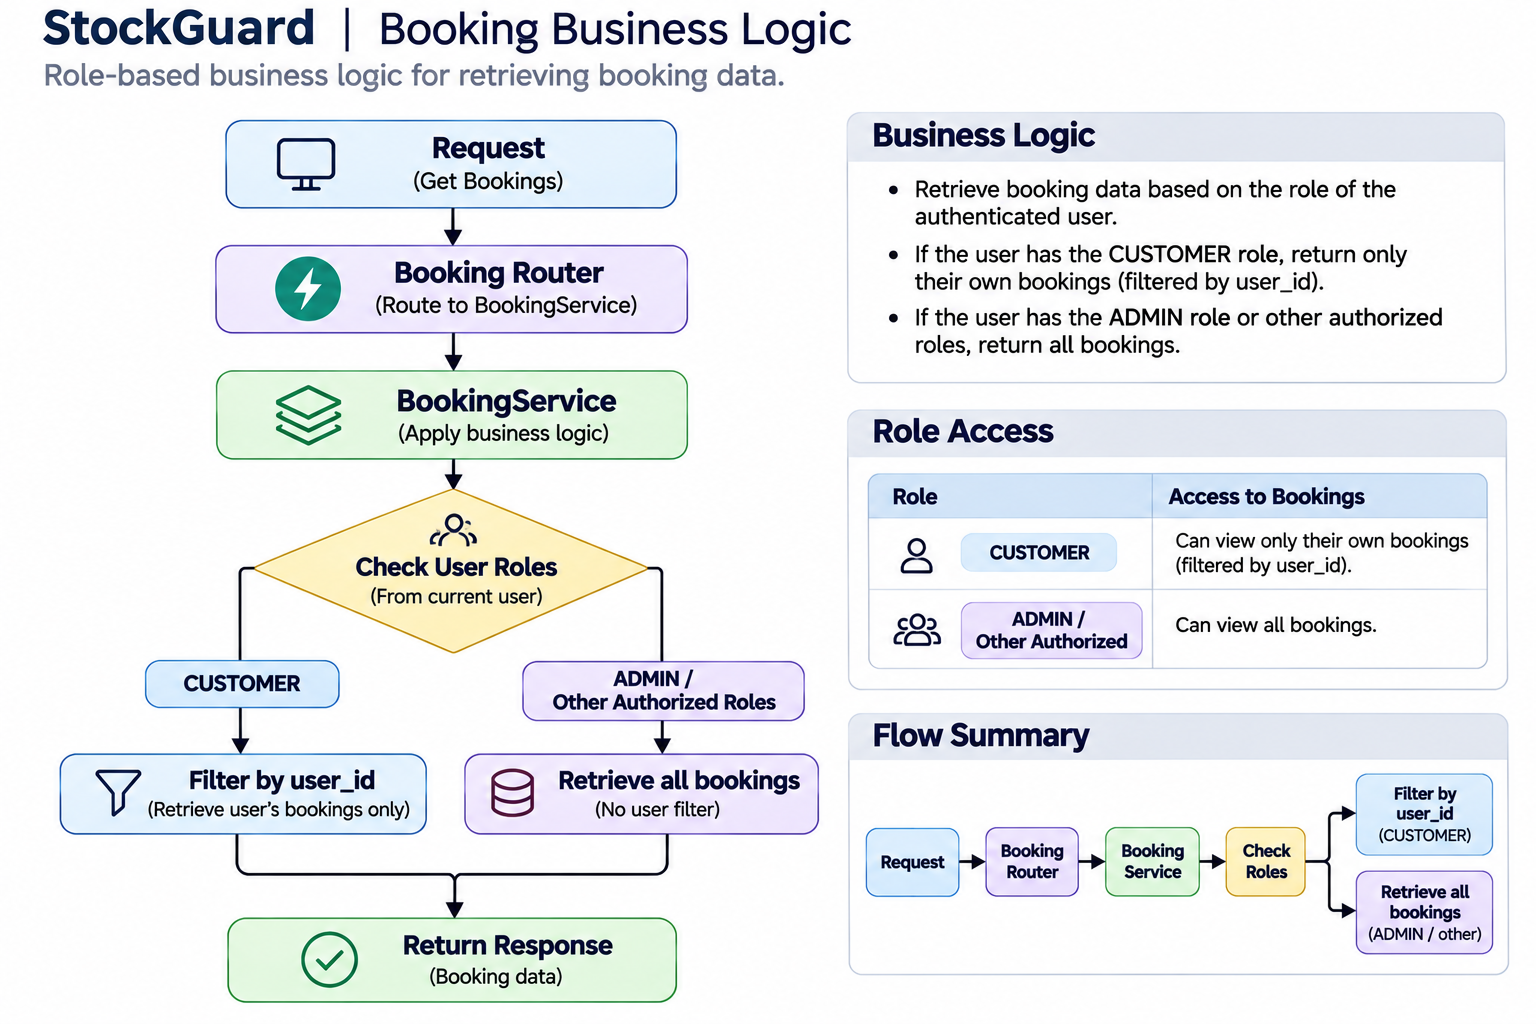 StockGuard | Booking Business Logic
Role-based business logic for retrieving booking data.
Request
(Get Bookings)
Booking Router
(Route to BookingService)
BookingService
(Apply business logic)
Check User Roles
(From current user)
CUSTOMER
ADMIN /
Other Authorized Roles
Filter by user_id
(Retrieve user's bookings only)
Retrieve all bookings
(No user filter)
Return Response
(Booking data)
Business Logic
• Retrieve booking data based on the role of the
authenticated user.
• If the user has the CUSTOMER role, return only
their own bookings (filtered by user_id).
• If the user has the ADMIN role or other authorized
roles, return all bookings.
Role Access
Role
Access to Bookings
CUSTOMER
Can view only their own bookings
(filtered by user_id).
ADMIN /
Other Authorized
Can view all bookings.
Flow Summary
Request
Booking
Router
Booking
Service
Check
Roles
Filter by
user_id
(CUSTOMER)
Retrieve all
bookings
(ADMIN / other)